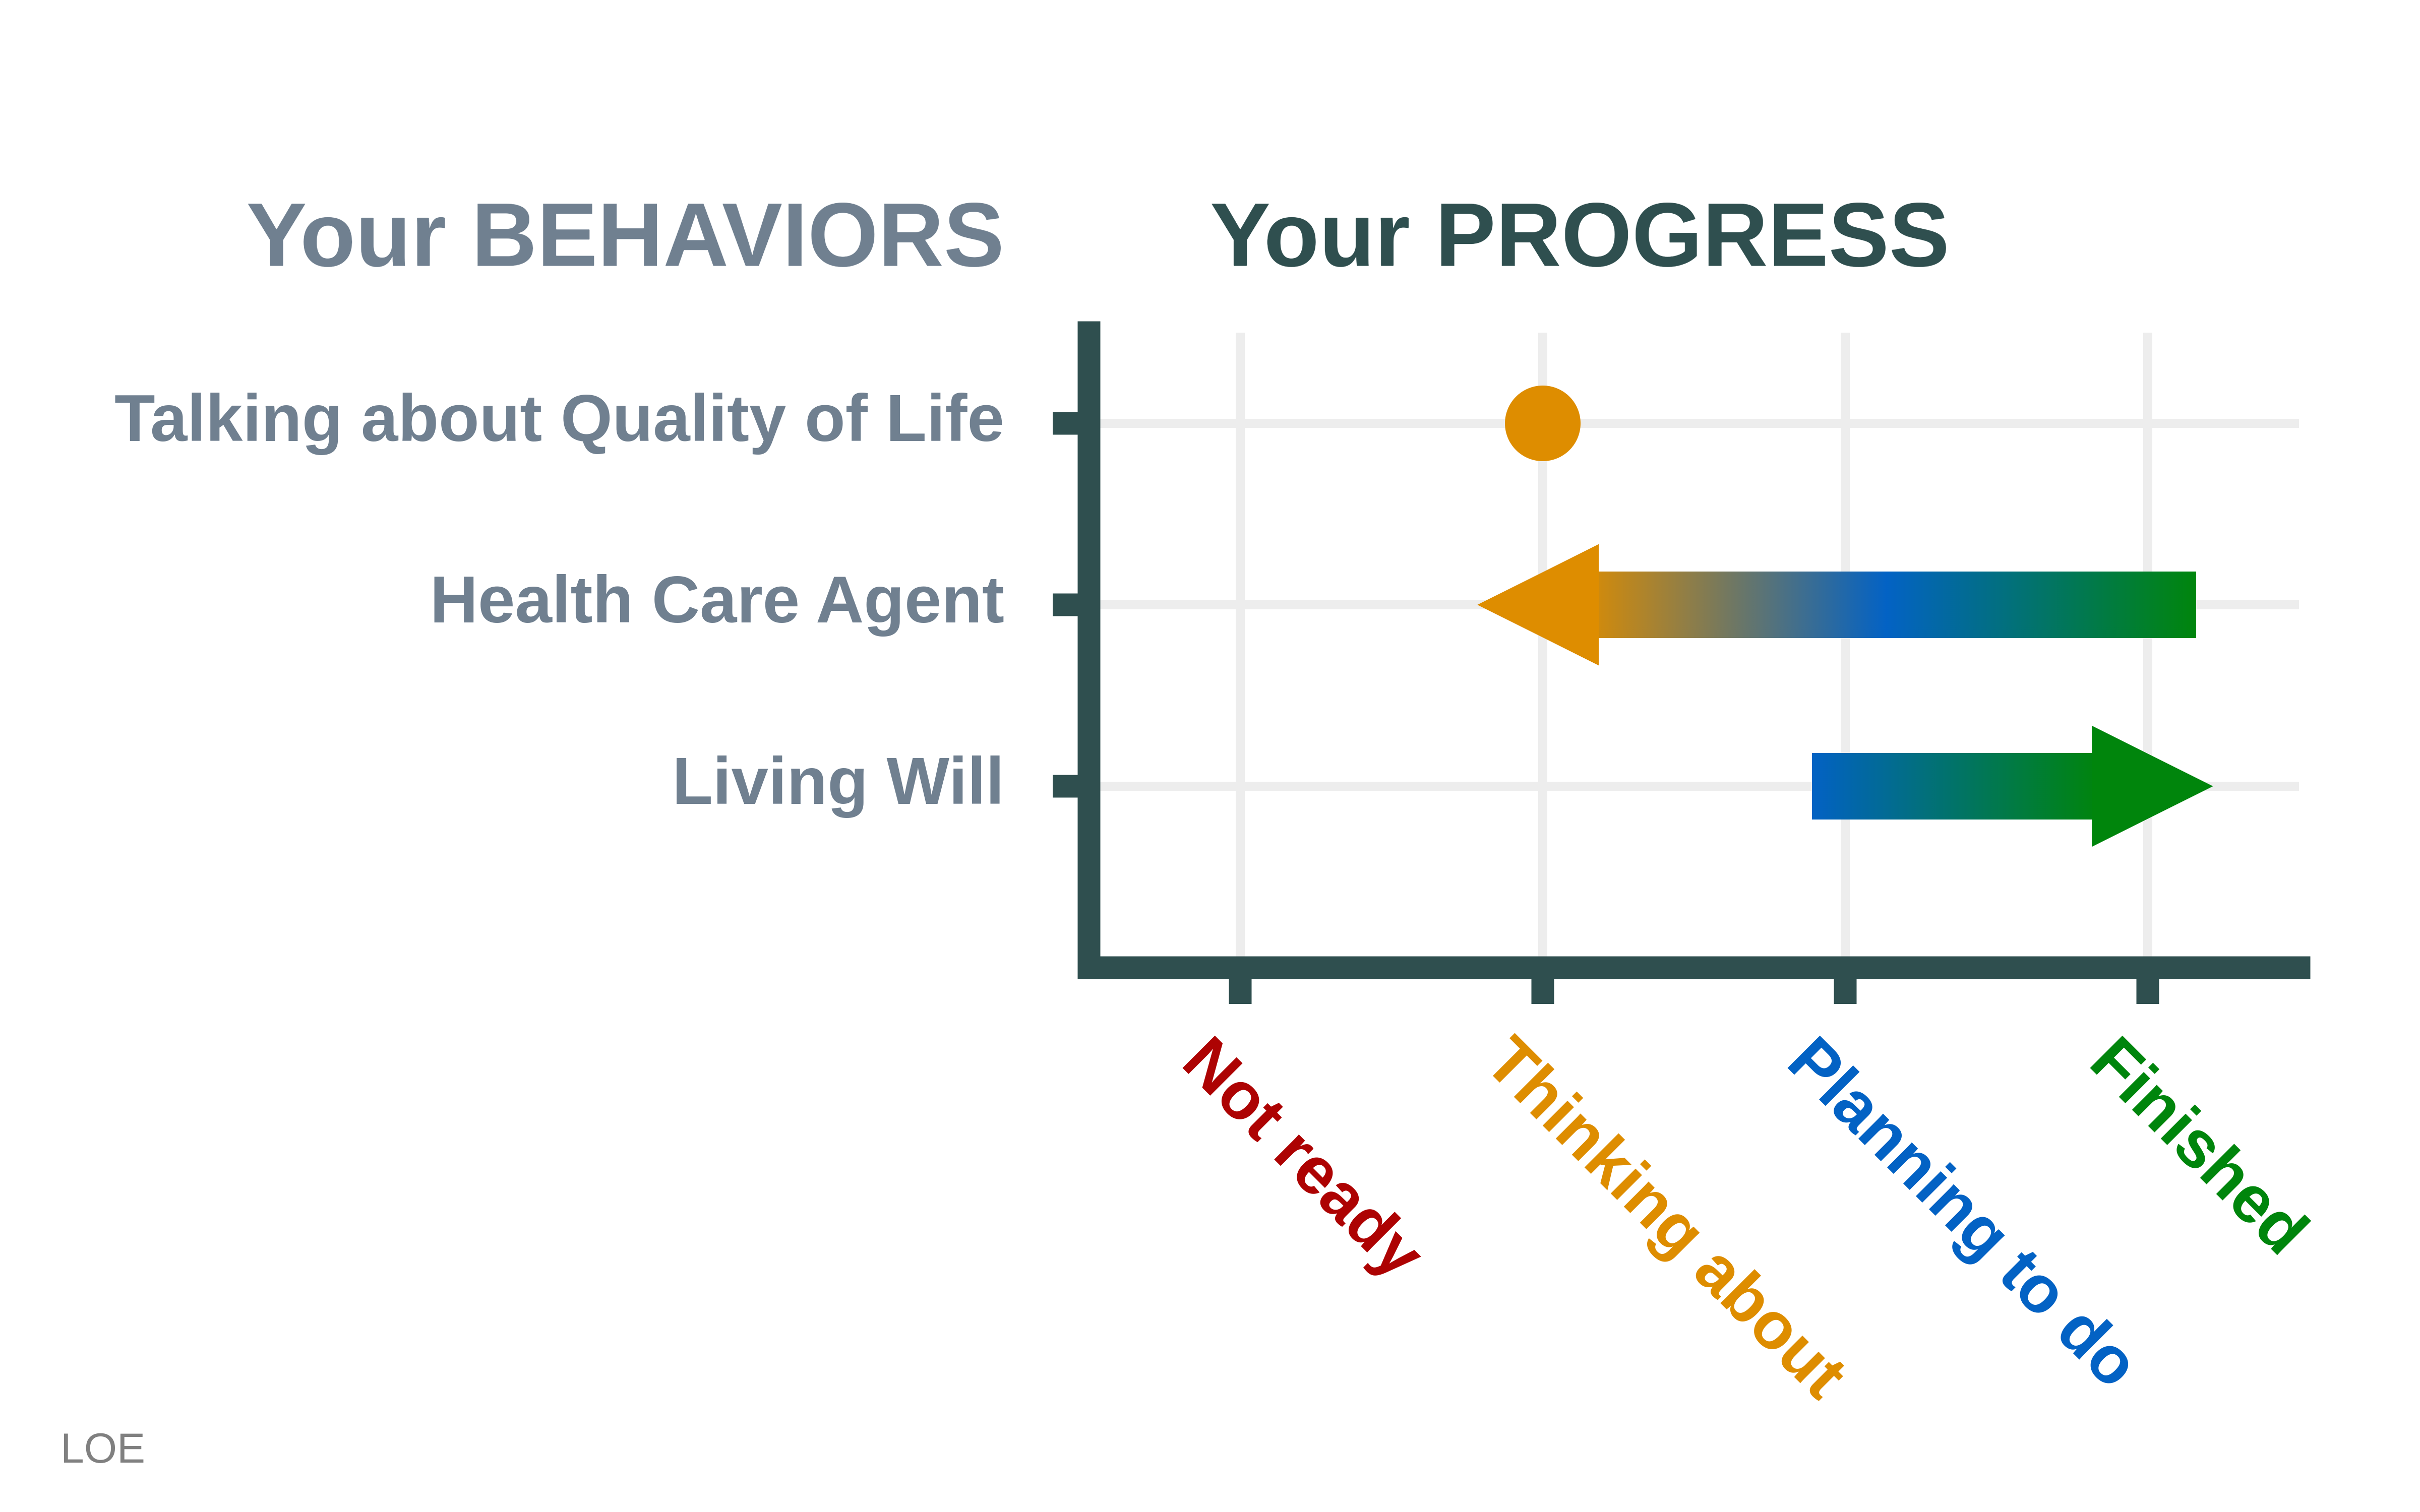 Your BEHAVIORS
Your PROGRESS
Talking about Quality of Life
Health Care Agent
Living Will
Not ready
Thinking about
Planning to do
Finished
LOE